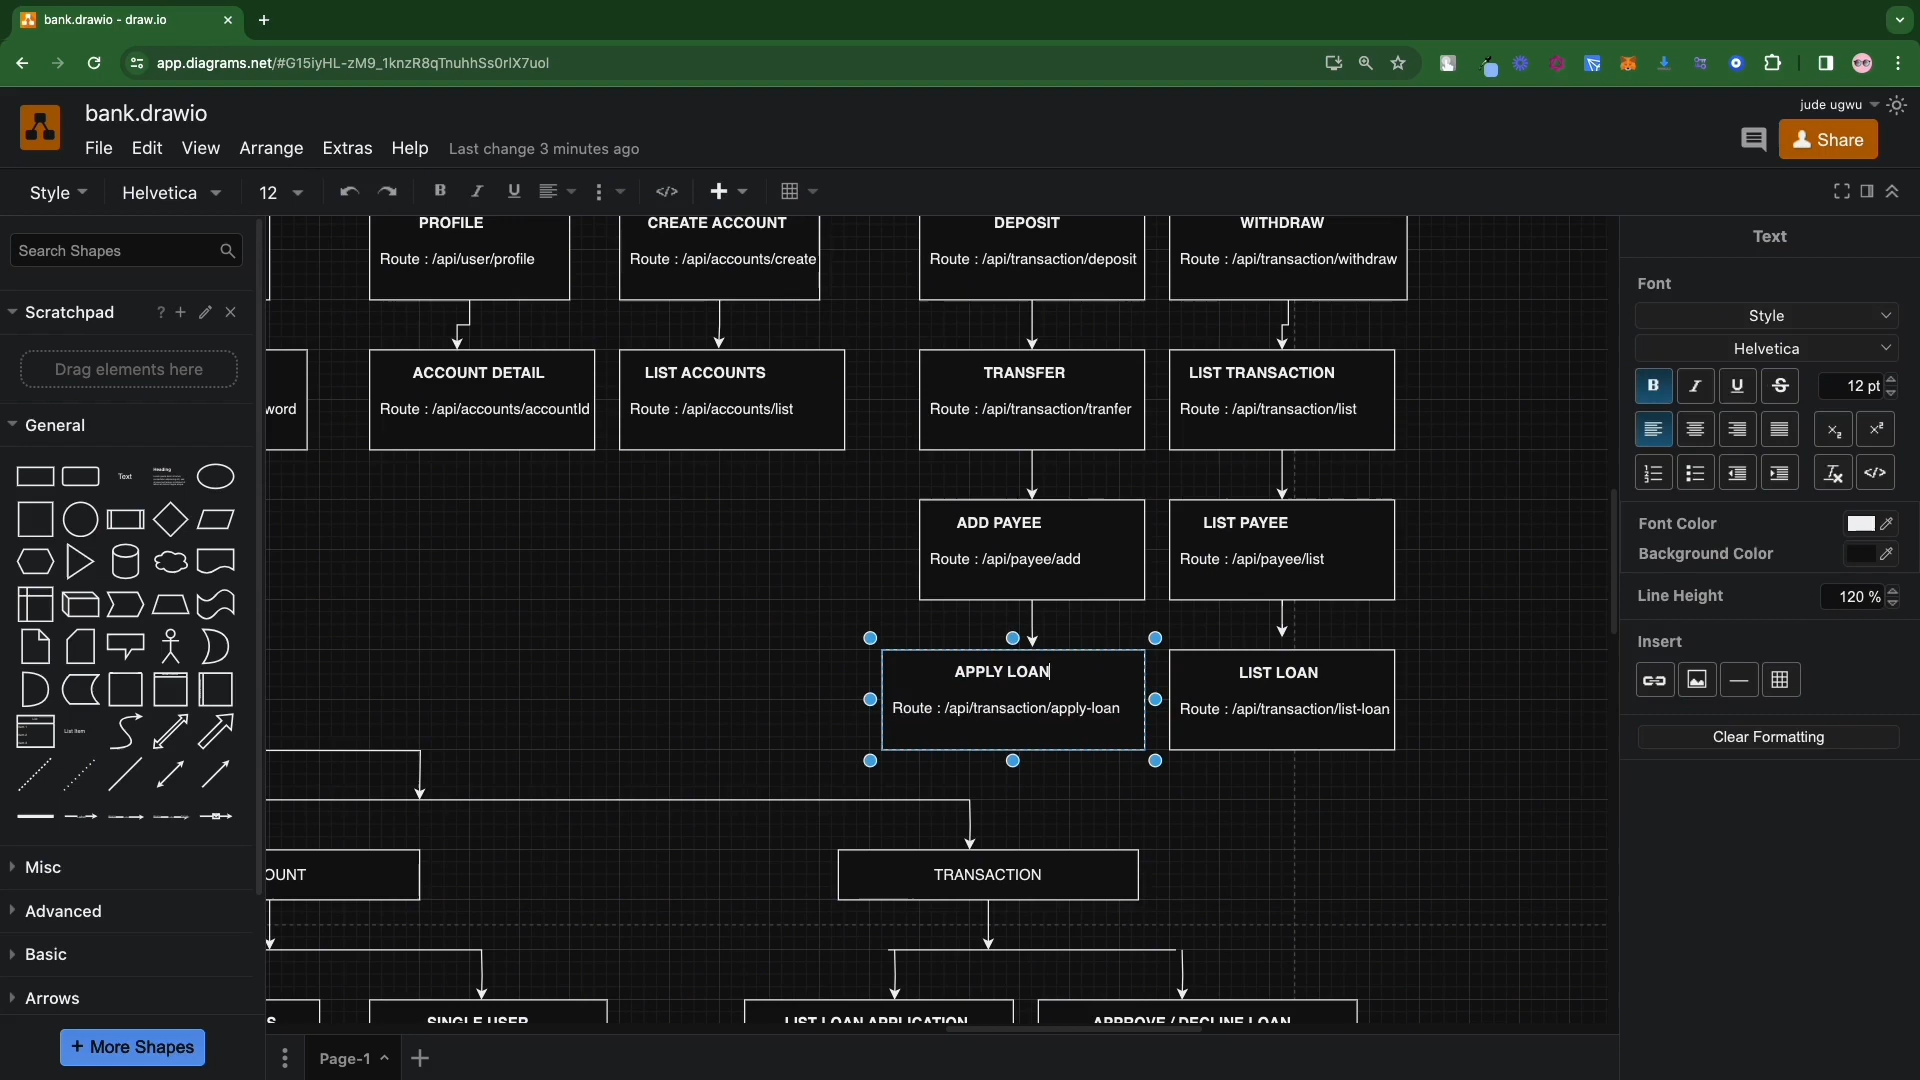 bank.drawio - draw.io
app.diagrams.net/#G15iyHL-zM9_1knzR8qTnuhhSs0rIX7uol
bank.drawio
jude ugwu
File Edit View Arrange Extras Help Last change 3 minutes ago
Share
Style Helvetica 12
Search Shapes
Scratchpad
Drag elements here
General
Text
Heading
List Item
Misc
Advanced
Basic
Arrows
+ More Shapes
PROFILE
Route : /api/user/profile
CREATE ACCOUNT
Route : /api/accounts/create
DEPOSIT
Route : /api/transaction/deposit
WITHDRAW
Route : /api/transaction/withdraw
word
ACCOUNT DETAIL
Route : /api/accounts/accountId
LIST ACCOUNTS
Route : /api/accounts/list
TRANSFER
Route : /api/transaction/tranfer
LIST TRANSACTION
Route : /api/transaction/list
ADD PAYEE
Route : /api/payee/add
LIST PAYEE
Route : /api/payee/list
APPLY LOAN
Route : /api/transaction/apply-loan
LIST LOAN
Route : /api/transaction/list-loan
OUNT
TRANSACTION
S
SINGLE USER
LIST LOAN APPLICATION
APPROVE / DECLINE LOAN
Page-1
Text
Font
Style
Helvetica
B I U S 12 pt
Font Color
Background Color
Line Height 120 %
Insert
Clear Formatting